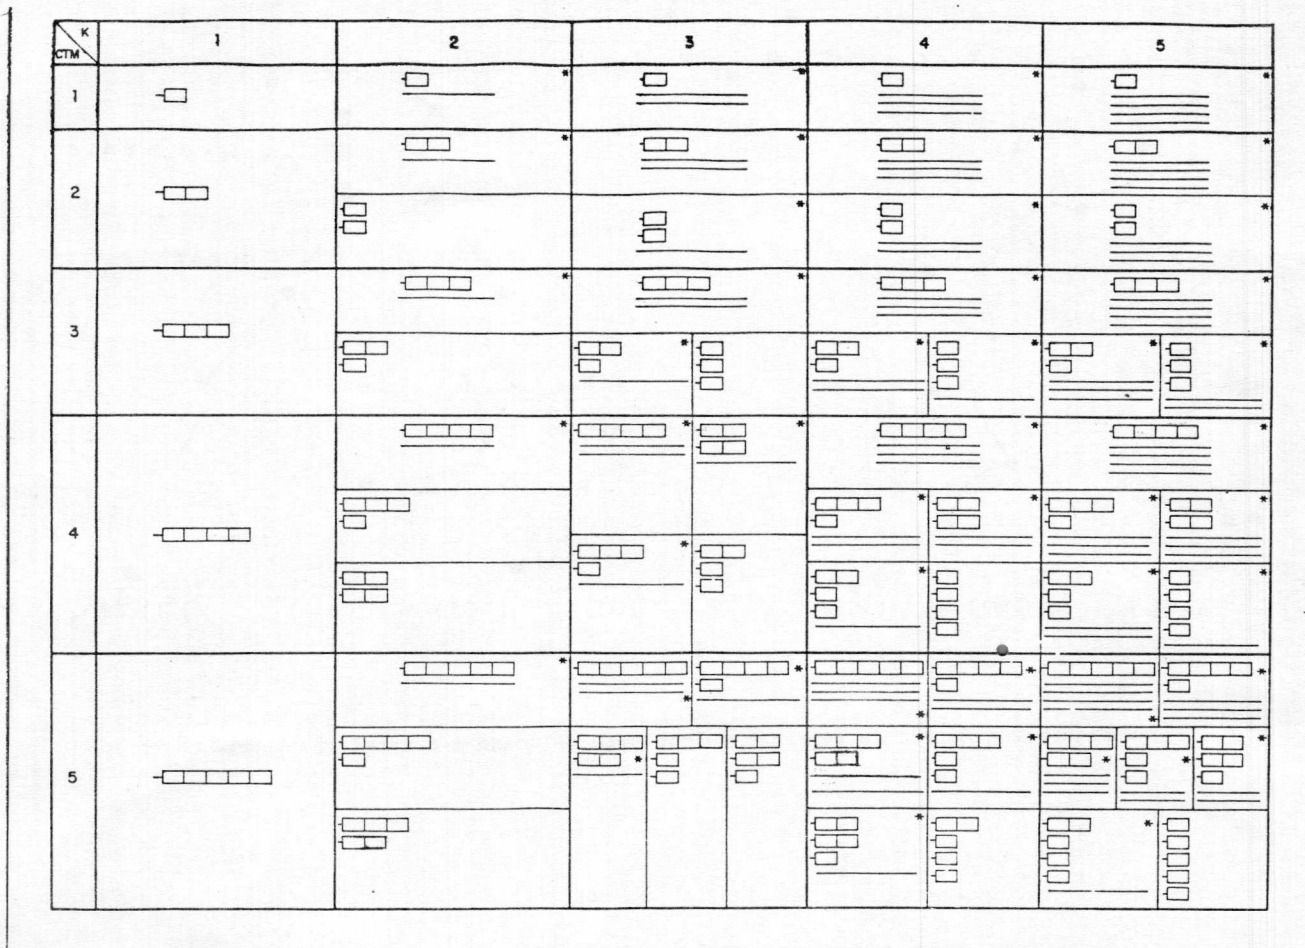 K 1 2 3 4 5
CTM
1 * * * *
2 * * * *
* * *
3 * * * *
* * * * *
4 * * * * *
* * * *
* * * *
5 * * * * * *
* * * * * * *
* *